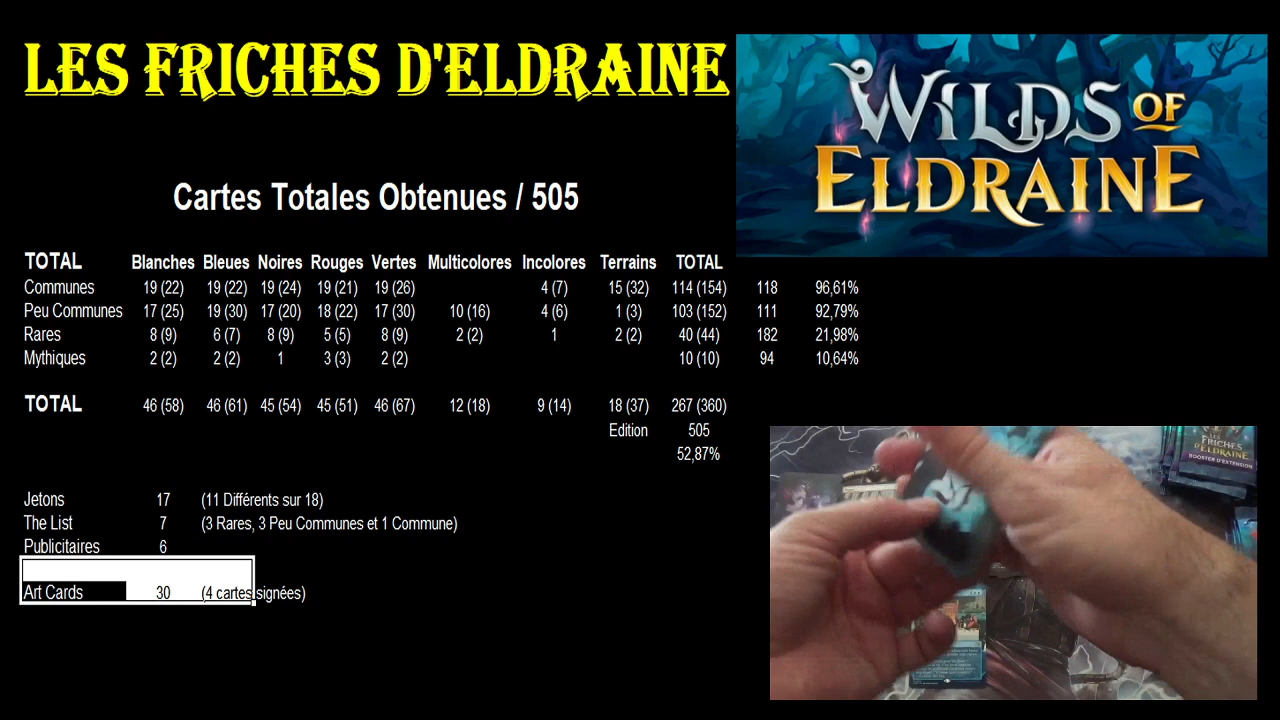 LES FRICHES D'ELDRAINE
WILDS OF
ELDRAINE
Cartes Totales Obtenues / 505
TOTAL Blanches Bleues Noires Rouges Vertes Multicolores Incolores Terrains TOTAL
Communes 19 (22) 19 (22) 19 (24) 19 (21) 19 (26) 4 (7) 15 (32) 114 (154) 118 96,61%
Peu Communes 17 (25) 19 (30) 17 (20) 18 (22) 17 (30) 10 (16) 4 (6) 1 (3) 103 (152) 111 92,79%
Rares 8 (9) 6 (7) 8 (9) 5 (5) 8 (9) 2 (2) 1 2 (2) 40 (44) 182 21,98%
Mythiques 2 (2) 2 (2) 1 3 (3) 2 (2) 10 (10) 94 10,64%
TOTAL 46 (58) 46 (61) 45 (54) 45 (51) 46 (67) 12 (18) 9 (14) 18 (37) 267 (360)
Edition 505
52,87%
Jetons 17 (11 Différents sur 18)
The List 7 (3 Rares, 3 Peu Communes et 1 Commune)
Publicitaires 6
Art Cards 30 (4 cartes signées)
LES
FRICHES
D'ELDRAINE
BOOSTER D'EXTENSION